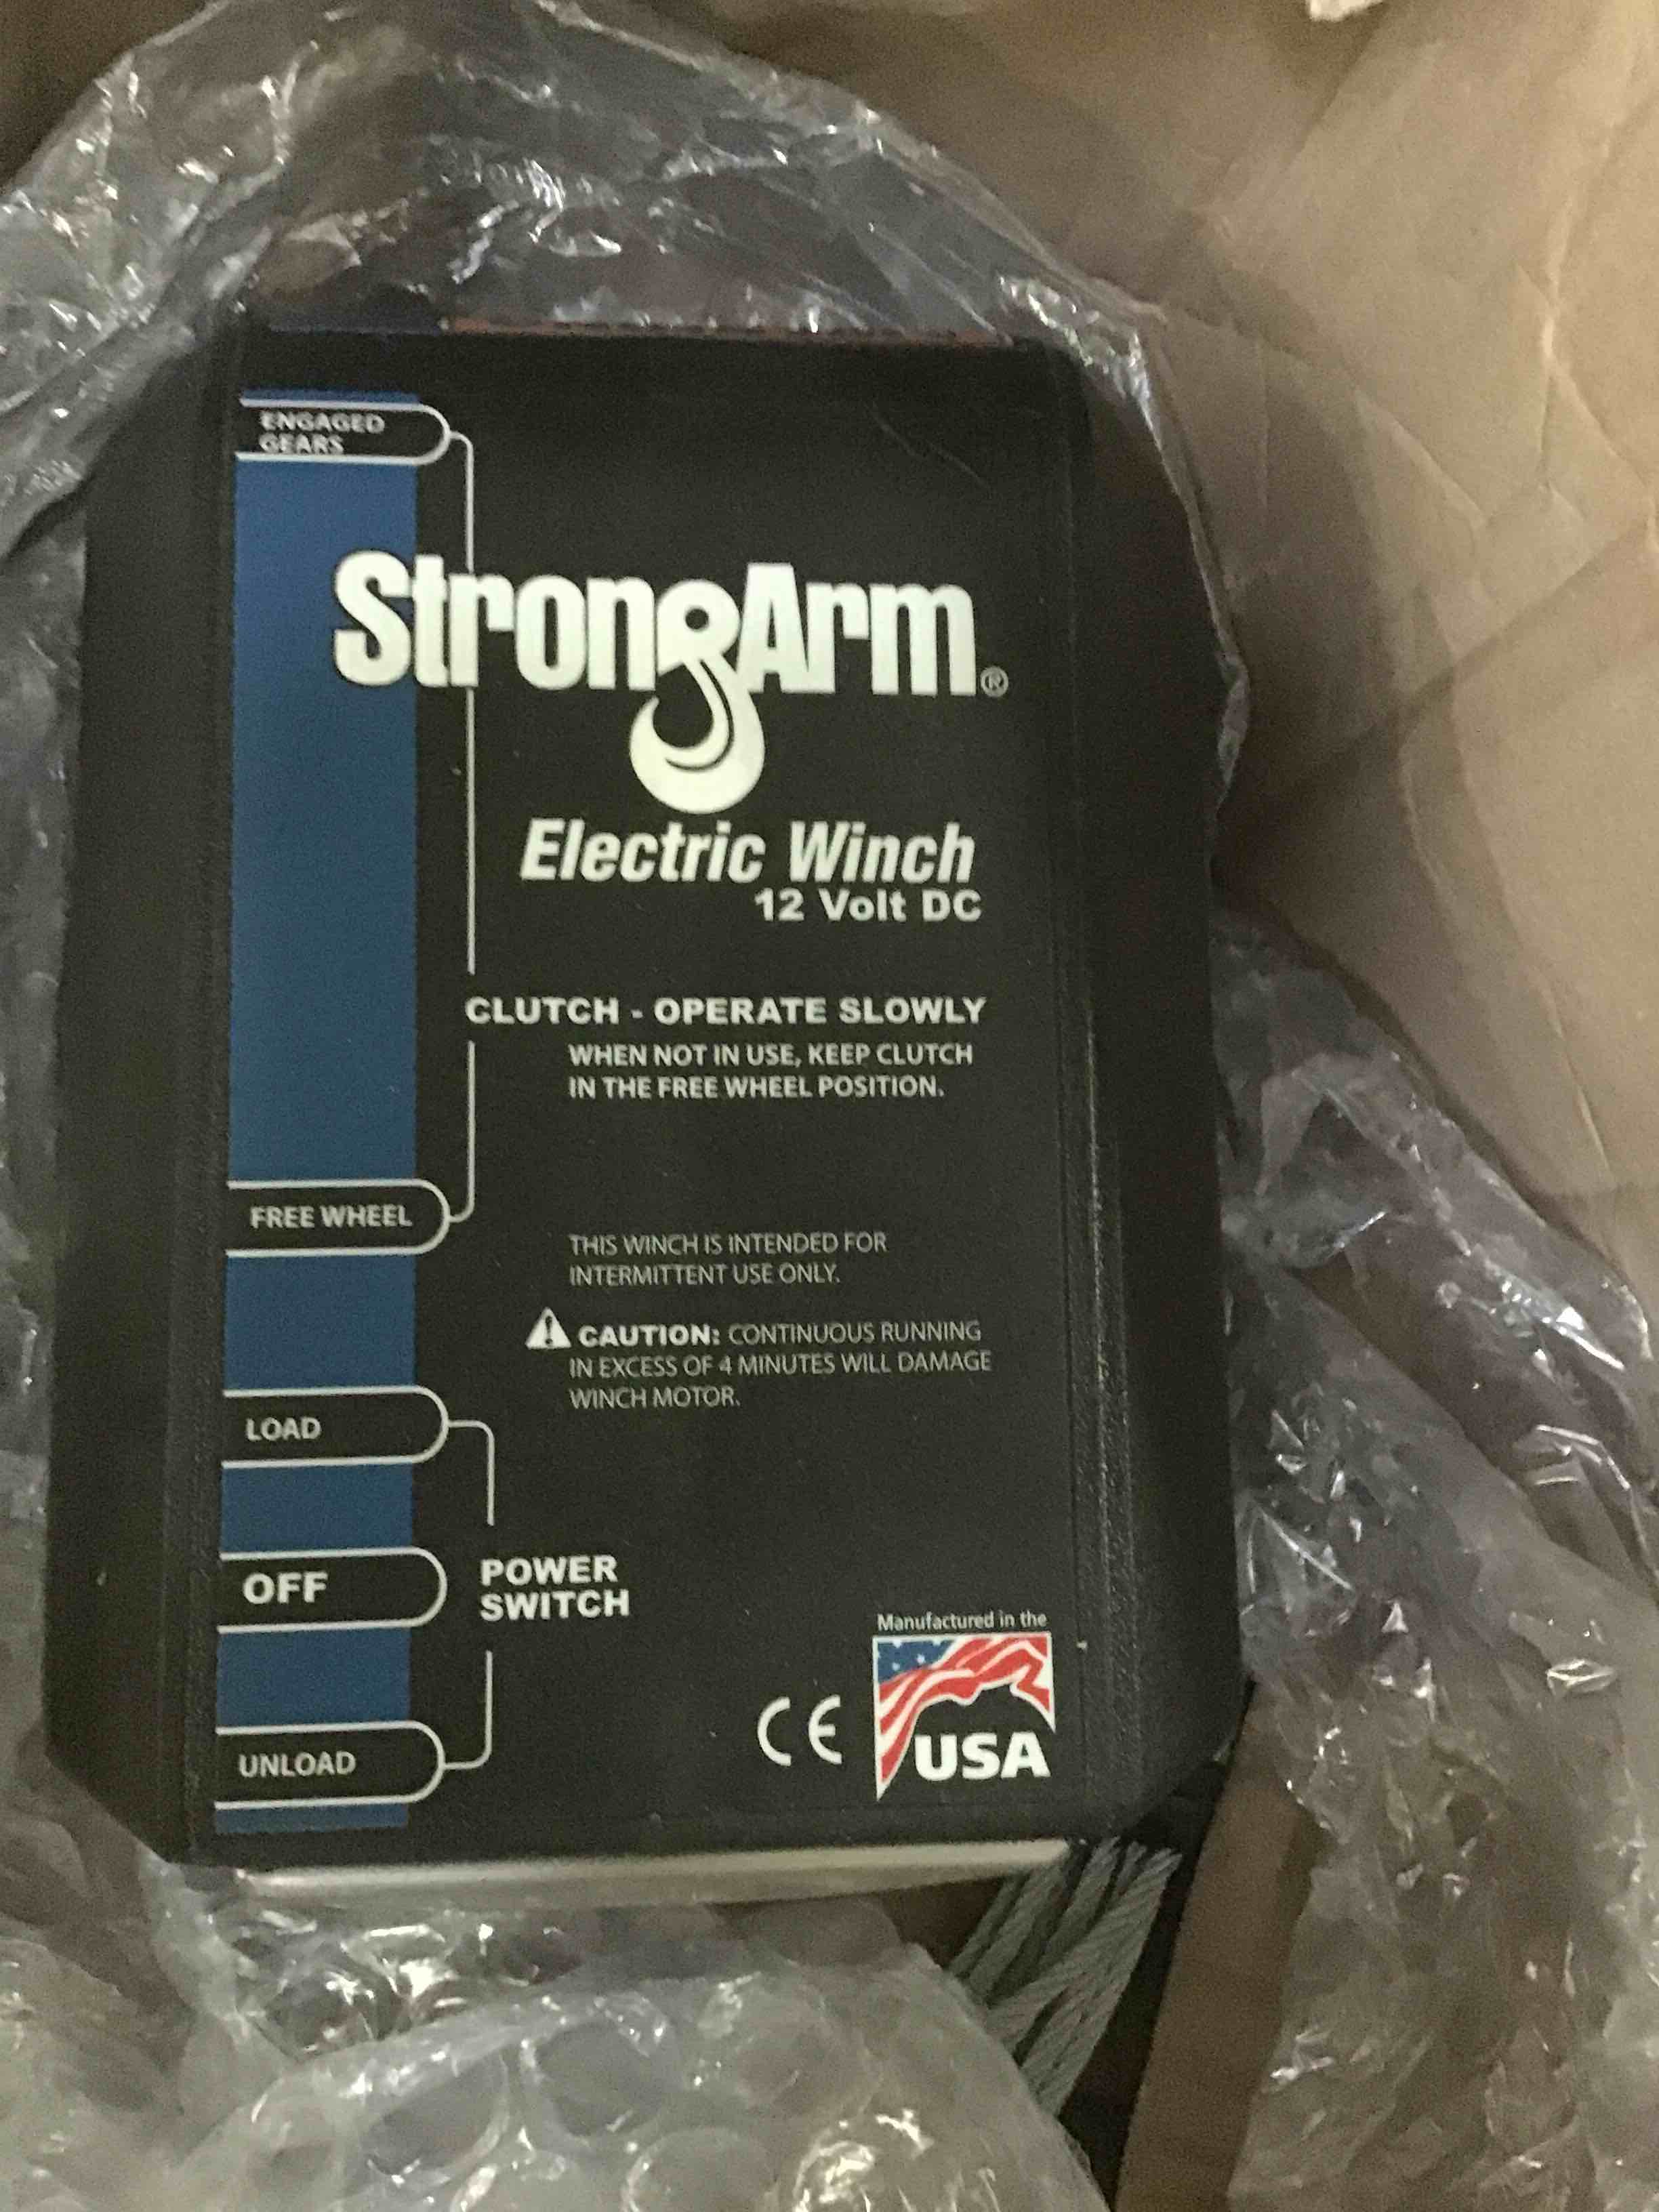 ENGAGED
GEARS
StrongArm®
Electric Winch
12 Volt DC
CLUTCH - OPERATE SLOWLY
WHEN NOT IN USE, KEEP CLUTCH
IN THE FREE WHEEL POSITION.
FREE WHEEL
THIS WINCH IS INTENDED FOR
INTERMITTENT USE ONLY.
⚠ CAUTION: CONTINUOUS RUNNING
IN EXCESS OF 4 MINUTES WILL DAMAGE
WINCH MOTOR.
LOAD
OFF
POWER
SWITCH
UNLOAD
CE
Manufactured in the
USA